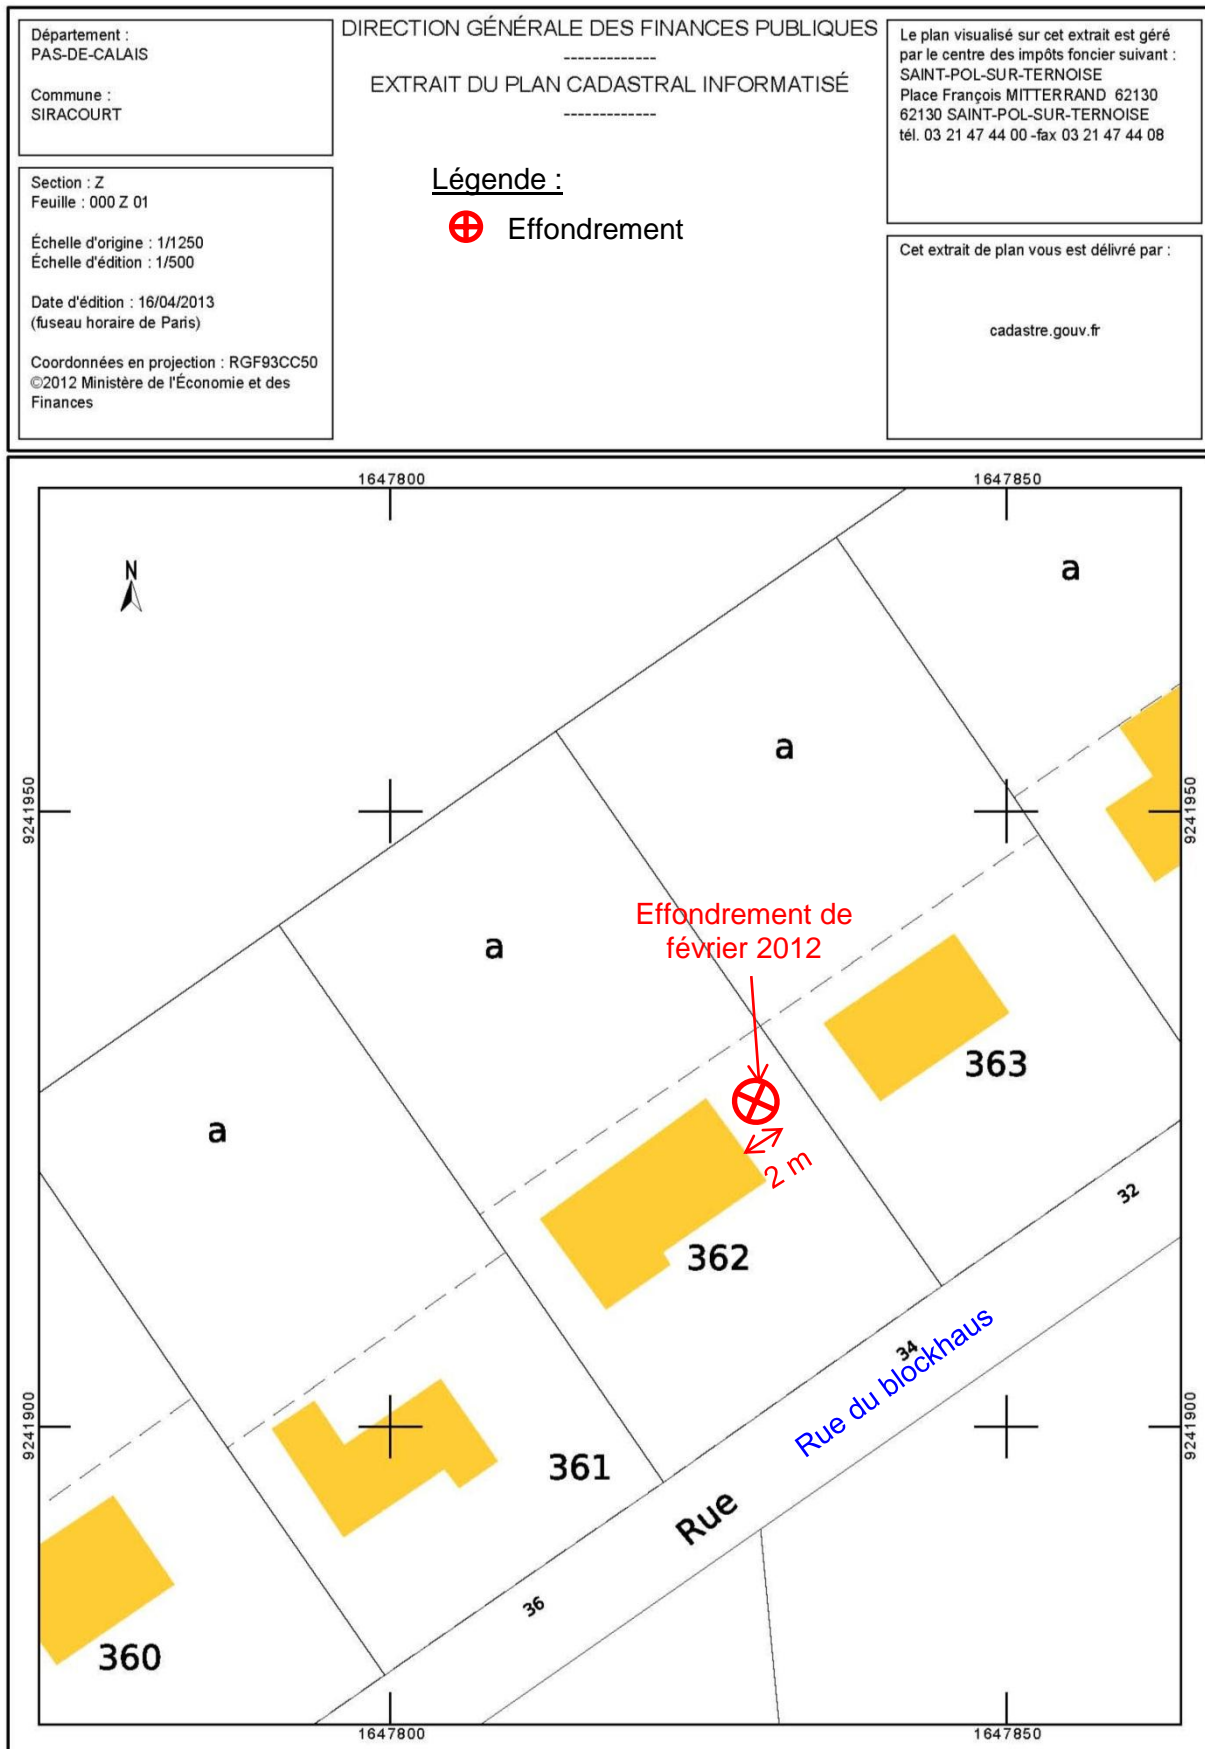 Département :
PAS-DE-CALAIS
Commune :
SIRACOURT
Section : Z
Feuille : 000 Z 01
Échelle d'origine : 1/1250
Échelle d'édition : 1/500
Date d'édition : 16/04/2013
(fuseau horaire de Paris)
Coordonnées en projection : RGF93CC50
©2012 Ministère de l'Économie et des
Finances
DIRECTION GÉNÉRALE DES FINANCES PUBLIQUES
-------------
EXTRAIT DU PLAN CADASTRAL INFORMATISÉ
-------------
Légende :
Effondrement
Le plan visualisé sur cet extrait est géré
par le centre des impôts foncier suivant :
SAINT-POL-SUR-TERNOISE
Place François MITTERRAND 62130
62130 SAINT-POL-SUR-TERNOISE
tél. 03 21 47 44 00 -fax 03 21 47 44 08
Cet extrait de plan vous est délivré par :
cadastre.gouv.fr
1647800
1647850
N
a
a
9241950
9241950
Effondrement de
février 2012
a
363
a
2 m
32
362
34
Rue du blockhaus
9241900
9241900
361
Rue
36
360
1647800
1647850